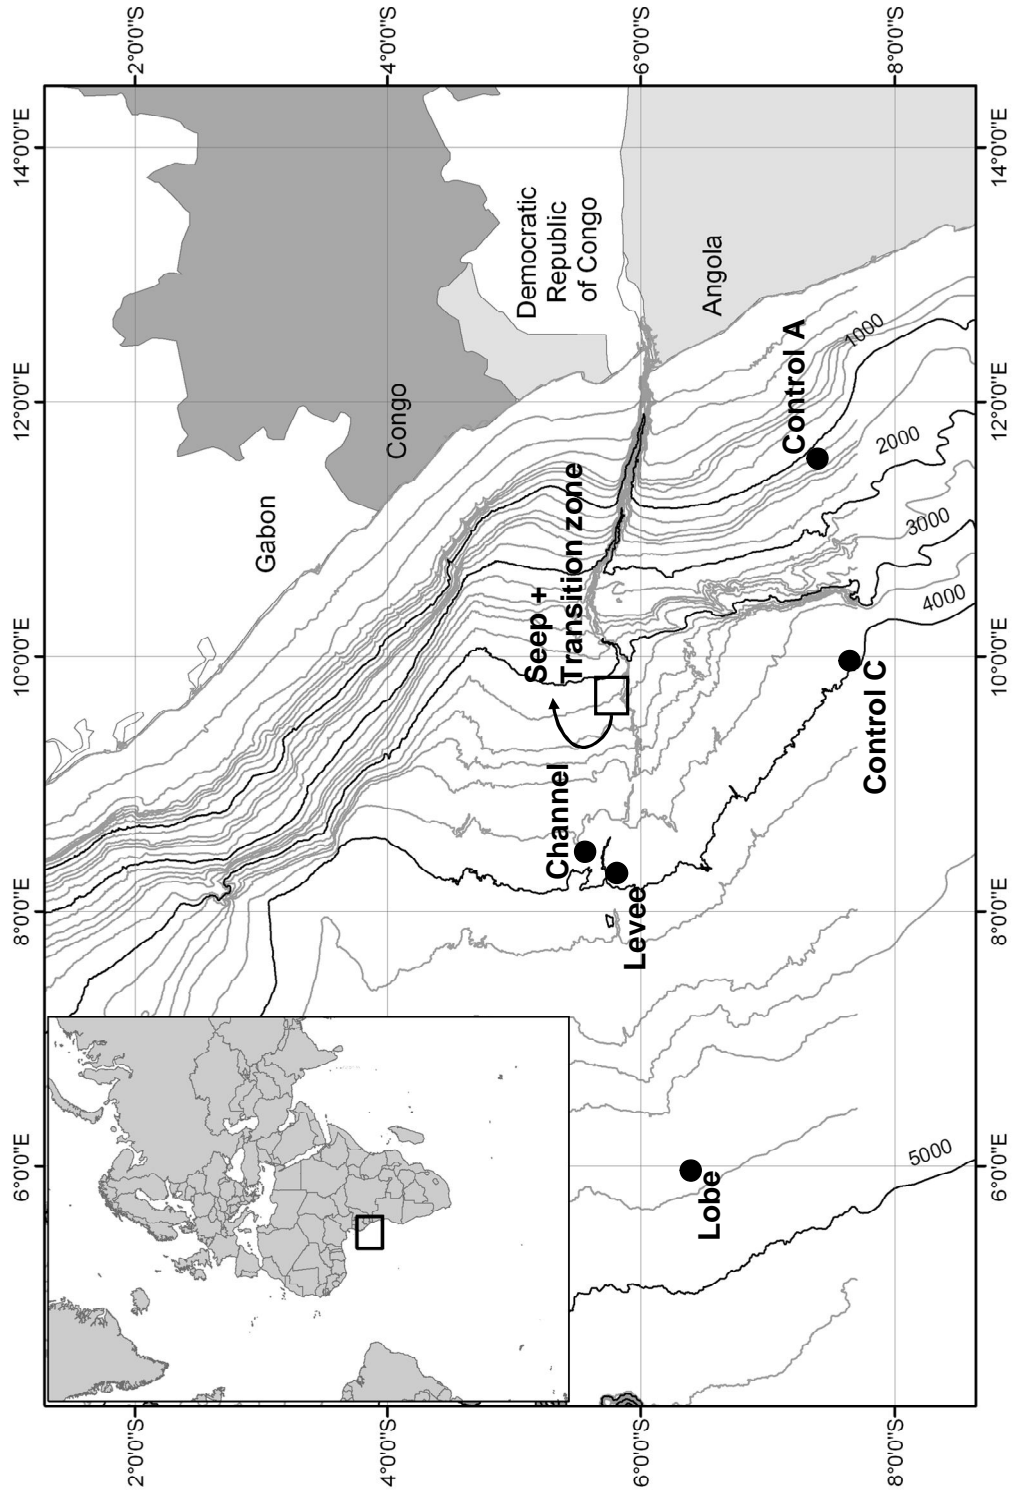 6°0'0"E 8°0'0"E 10°0'0"E 12°0'0"E 14°0'0"E
2°0'0"S 2°0'0"S
Gabon
4°0'0"S 4°0'0"S
Congo
Democratic
Republic
of Congo
Seep +
Transition zone
Channel
Levee
6°0'0"S 6°0'0"S
Lobe
Angola
Control A
1000
Control C
8°0'0"S 8°0'0"S
2000
3000
4000
5000
6°0'0"E 8°0'0"E 10°0'0"E 12°0'0"E 14°0'0"E